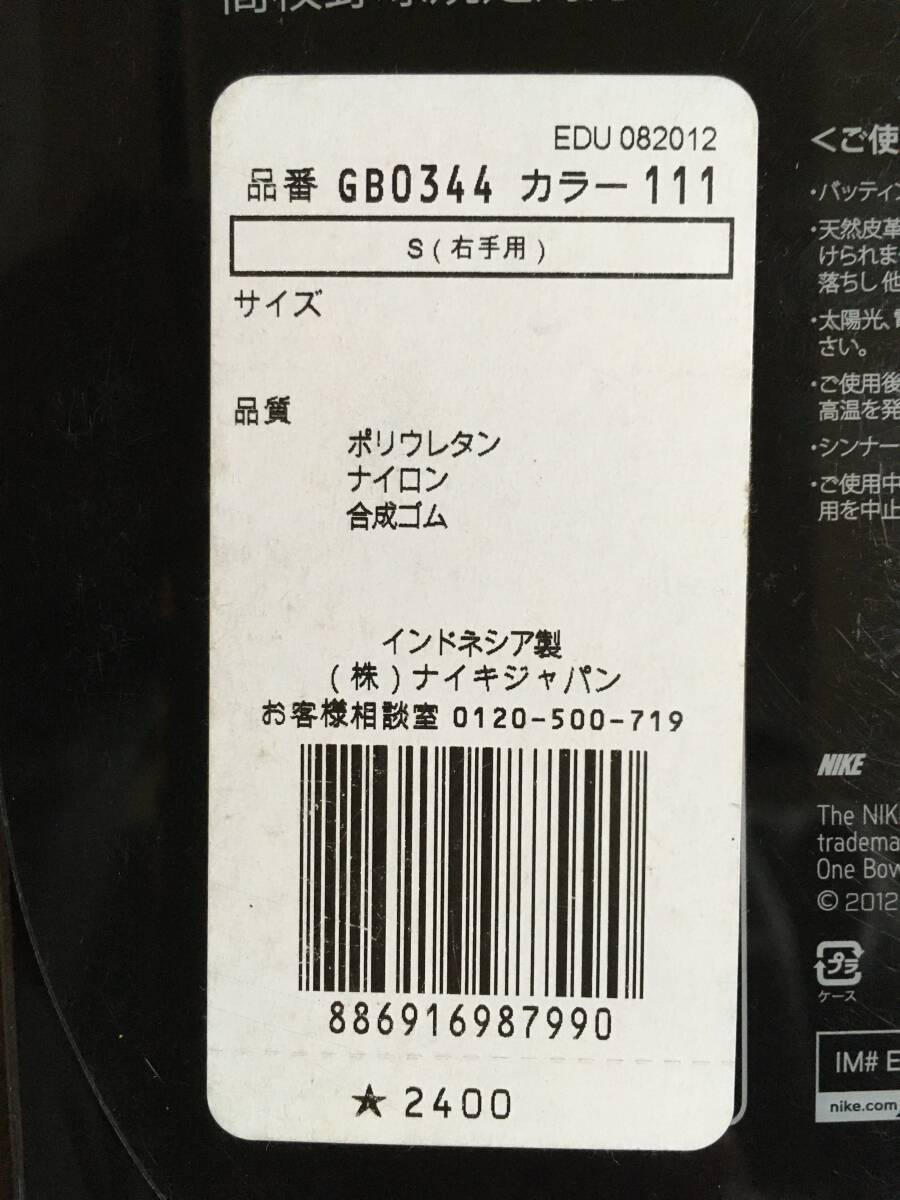 EDU 082012
品番 GB0344 カラー 111
S(右手用)
サイズ
品質
ポリウレタン
ナイロン
合成ゴム
インドネシア製
(株)ナイキジャパン
お客様相談室 0120-500-719
886916987990
★2400
<ご使
・バッティン
・天然皮革
けられま
落ちし他
・太陽光、
さい。
・ご使用後
高温を発
・シンナー
・ご使用中
用を中止
NIKE
The NIK
tradema
One Bow
© 2012
プラ
ケース
IM# E
nike.com